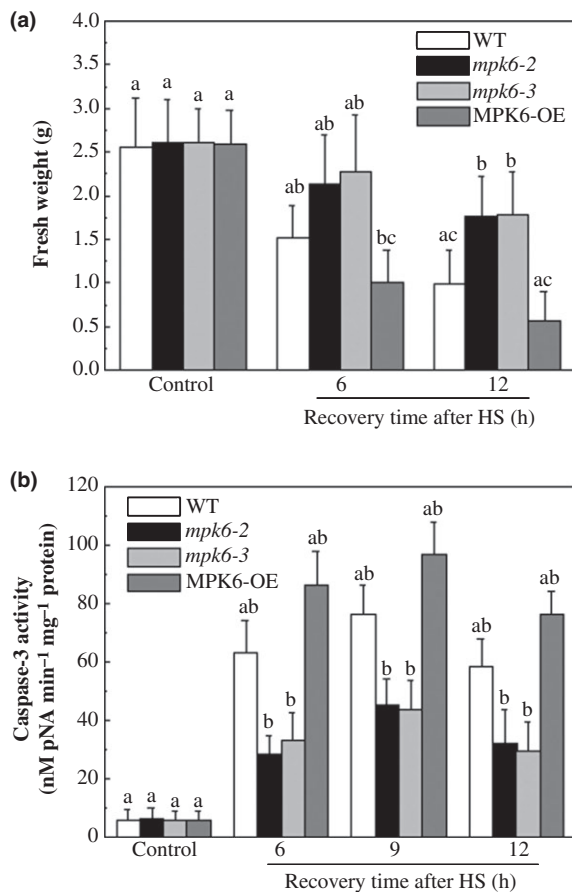 (a)
4.0
3.5
3.0
2.5
2.0
1.5
1.0
0.5
0.0
Fresh weight (g)
WT
mpk6-2
mpk6-3
MPK6-OE
a a a a
ab ab ab bc
ac b b ac
Control 6 12
Recovery time after HS (h)
(b)
120
100
80
60
40
20
0
Caspase-3 activity
(nM pNA min⁻¹ mg⁻¹ protein)
WT
mpk6-2
mpk6-3
MPK6-OE
a a a a
ab b b ab
ab b b ab
ab b b ab
Control 6 9 12
Recovery time after HS (h)